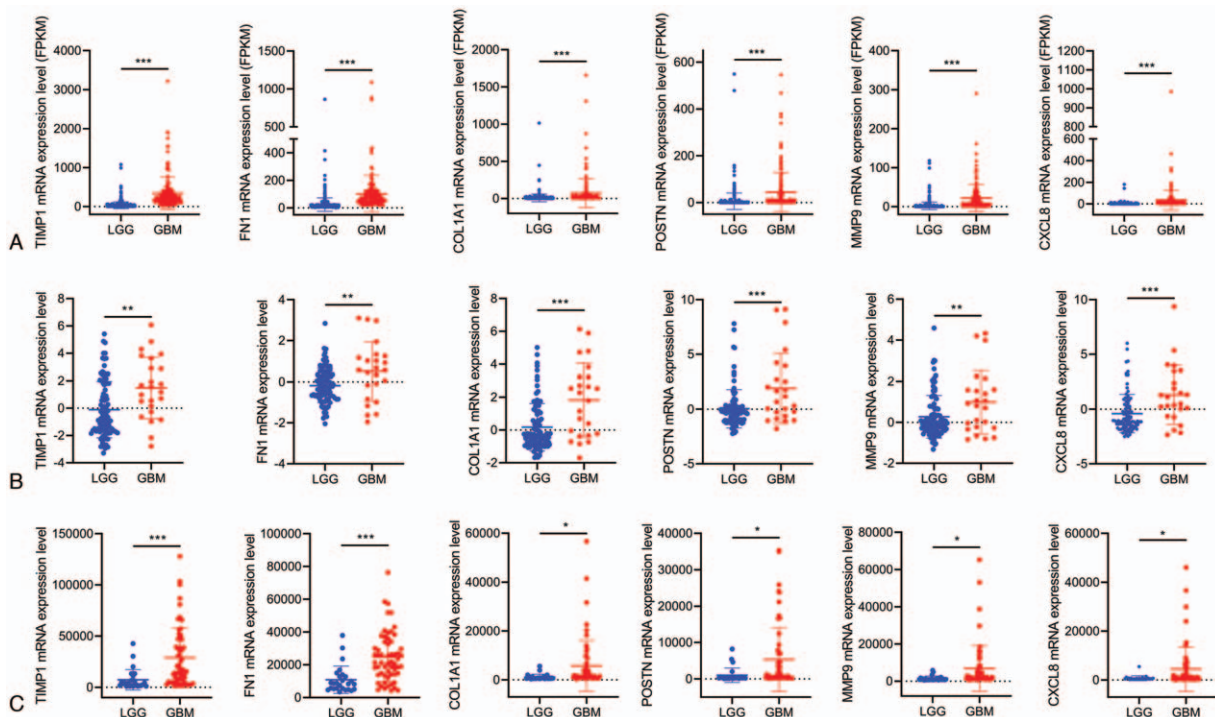 TIMP1 mRNA expression level (FPKM)
4000
3000
2000
1000
0
***
LGG GBM
FN1 mRNA expression level (FPKM)
1500
1000
500
400
300
200
100
0
***
LGG GBM
COL1A1 mRNA expression level (FPKM)
2000
1500
1000
500
0
***
LGG GBM
POSTN mRNA expression level (FPKM)
600
400
200
0
***
LGG GBM
MMP9 mRNA expression level (FPKM)
400
300
200
100
0
***
LGG GBM
CXCL8 mRNA expression level (FPKM)
1200
1100
1000
900
800
600
400
200
0
***
LGG GBM
A
TIMP1 mRNA expression level
8
6
4
2
0
-2
-4
**
LGG GBM
FN1 mRNA expression level
4
2
0
-2
-4
**
LGG GBM
COL1A1 mRNA expression level
8
6
4
2
0
-2
***
LGG GBM
POSTN mRNA expression level
10
5
0
-5
***
LGG GBM
MMP9 mRNA expression level
6
4
2
0
-2
**
LGG GBM
CXCL8 mRNA expression level
10
5
0
-5
***
LGG GBM
B
TIMP1 mRNA expression level
150000
100000
50000
0
***
LGG GBM
FN1 mRNA expression level
100000
80000
60000
40000
20000
0
***
LGG GBM
COL1A1 mRNA expression level
60000
40000
20000
0
*
LGG GBM
POSTN mRNA expression level
40000
30000
20000
10000
0
*
LGG GBM
MMP9 mRNA expression level
80000
60000
40000
20000
0
*
LGG GBM
CXCL8 mRNA expression level
60000
40000
20000
0
*
LGG GBM
C